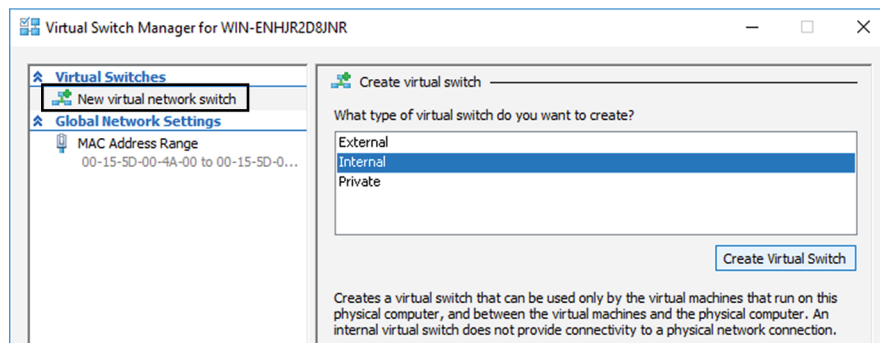 Virtual Switch Manager for WIN-ENHJR2D8JNR
Virtual Switches
New virtual network switch
Global Network Settings
MAC Address Range
00-15-5D-00-4A-00 to 00-15-5D-0...
Create virtual switch
What type of virtual switch do you want to create?
External
Internal
Private
Create Virtual Switch
Creates a virtual switch that can be used only by the virtual machines that run on this
physical computer, and between the virtual machines and the physical computer. An
internal virtual switch does not provide connectivity to a physical network connection.